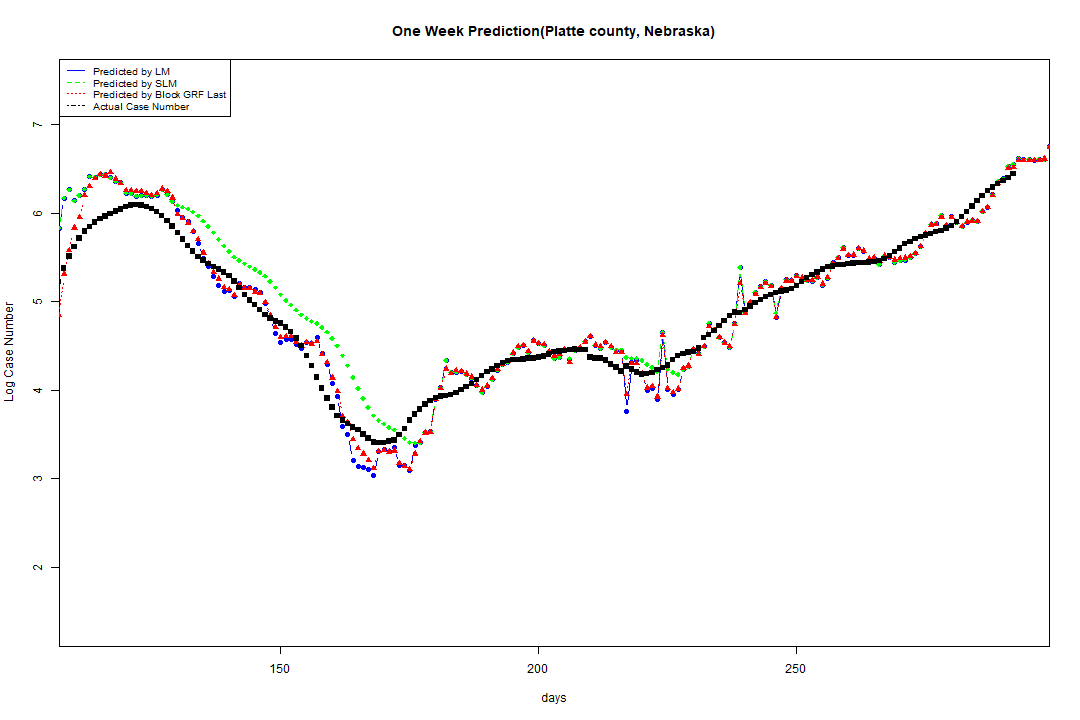 One Week Prediction(Platte county, Nebraska)
Predicted by LM
Predicted by SLM
Predicted by Block GRF Last
Actual Case Number
7
6
5
4
3
2
Log Case Number
150
200
250
days